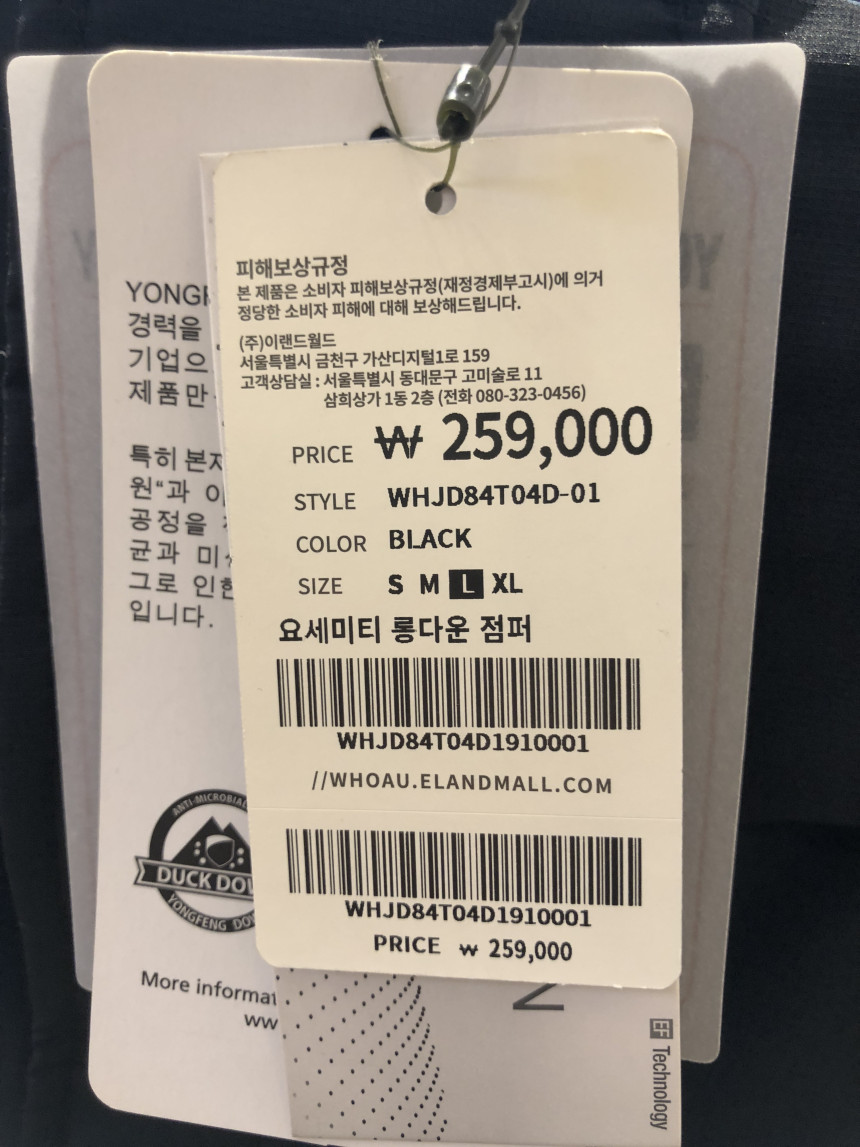 피해보상규정
본 제품은 소비자 피해보상규정(재정경제부고시)에 의거
정당한 소비자 피해에 대해 보상해드립니다.
(주)이랜드월드
서울특별시 금천구 가산디지털1로 159
고객상담실 : 서울특별시 동대문구 고미술로 11
삼희상가 1동 2층 (전화 080-323-0456)
PRICE ₩ 259,000
STYLE WHJD84T04D-01
COLOR BLACK
SIZE S M L XL
요세미티 롱다운 점퍼
WHJD84T04D1910001
//WHOAU.ELANDMALL.COM
WHJD84T04D1910001
PRICE ₩ 259,000
경력을
기업으
제품만
특히 본
원“과
공정을
균과 미
그로 인한
입니다.
ANTI-MICROBIAL
DUCK
YONGFENG
More
EF Technology